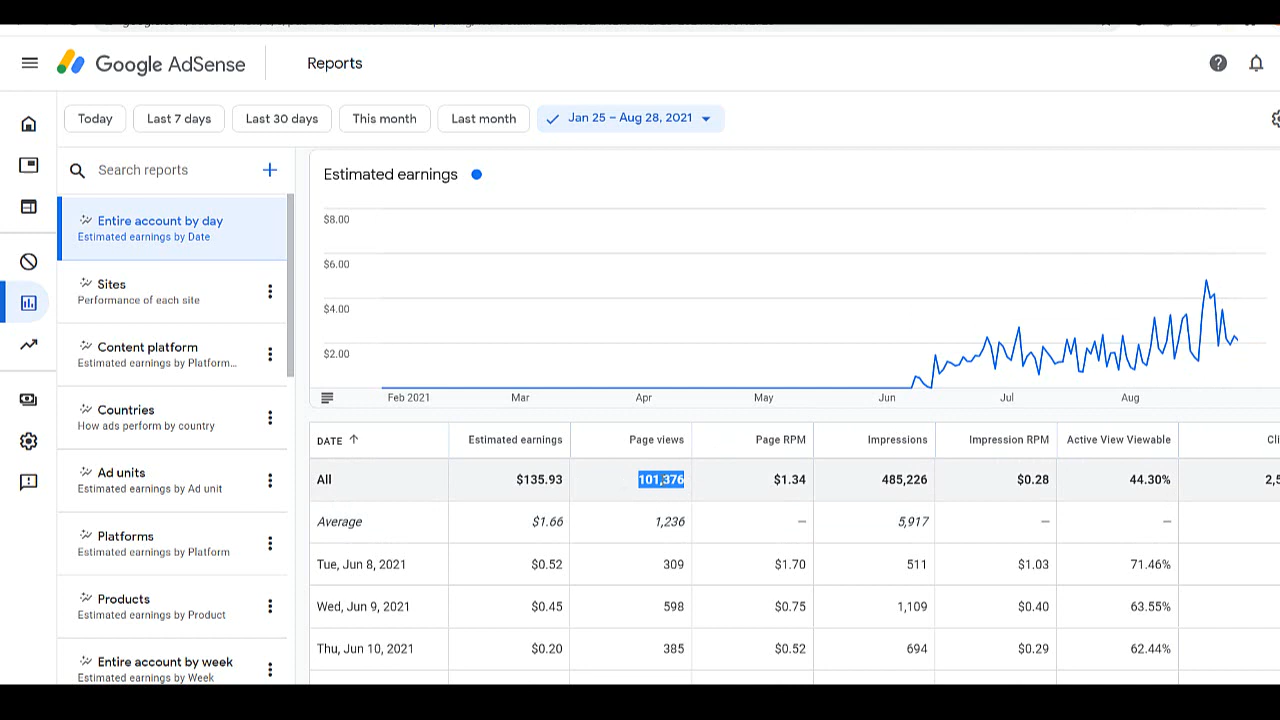 Google AdSense
Reports
Today
Last 7 days
Last 30 days
This month
Last month
Jan 25 – Aug 28, 2021
Search reports
Entire account by day
Estimated earnings by Date
Sites
Performance of each site
Content platform
Estimated earnings by Platform...
Countries
How ads perform by country
Ad units
Estimated earnings by Ad unit
Platforms
Estimated earnings by Platform
Products
Estimated earnings by Product
Entire account by week
Estimated earnings by Week
Estimated earnings
$8.00
$6.00
$4.00
$2.00
Feb 2021 Mar Apr May Jun Jul Aug
DATE Estimated earnings Page views Page RPM Impressions Impression RPM Active View Viewable Cli
All $135.93 101,376 $1.34 485,226 $0.28 44.30% 2,5
Average $1.66 1,236 — 5,917 — —
Tue, Jun 8, 2021 $0.52 309 $1.70 511 $1.03 71.46%
Wed, Jun 9, 2021 $0.45 598 $0.75 1,109 $0.40 63.55%
Thu, Jun 10, 2021 $0.20 385 $0.52 694 $0.29 62.44%